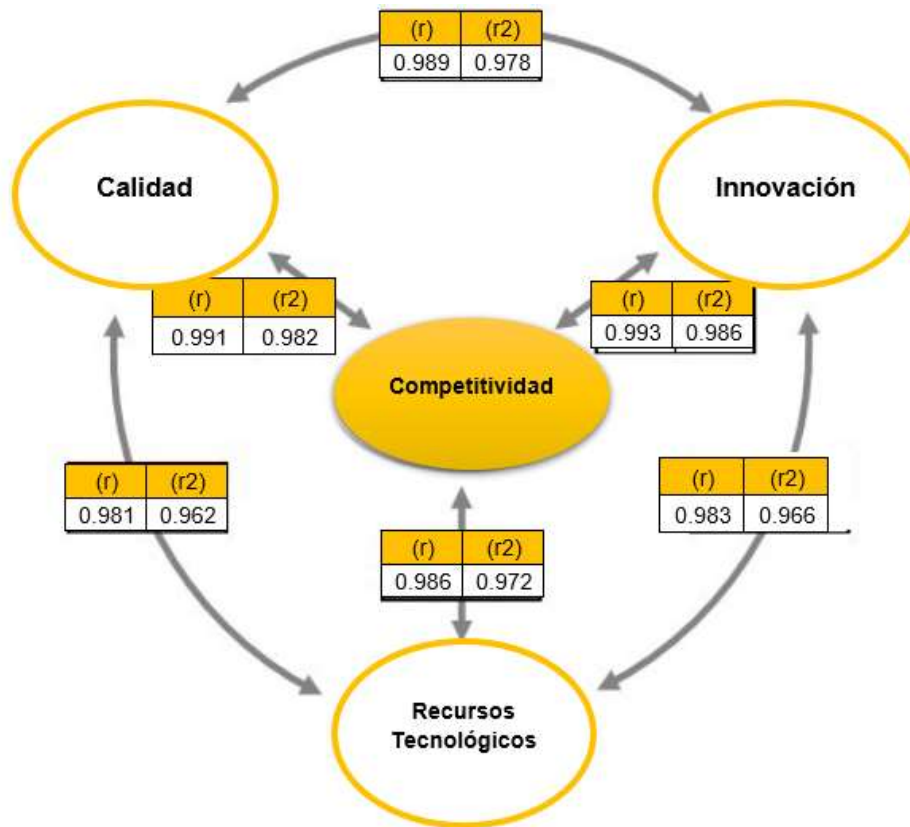 (r) (r2)
0.989 0.978
Calidad
Innovación
(r) (r2)
0.991 0.982
(r) (r2)
0.993 0.986
Competitividad
(r) (r2)
0.981 0.962
(r) (r2)
0.983 0.966
(r) (r2)
0.986 0.972
Recursos
Tecnológicos